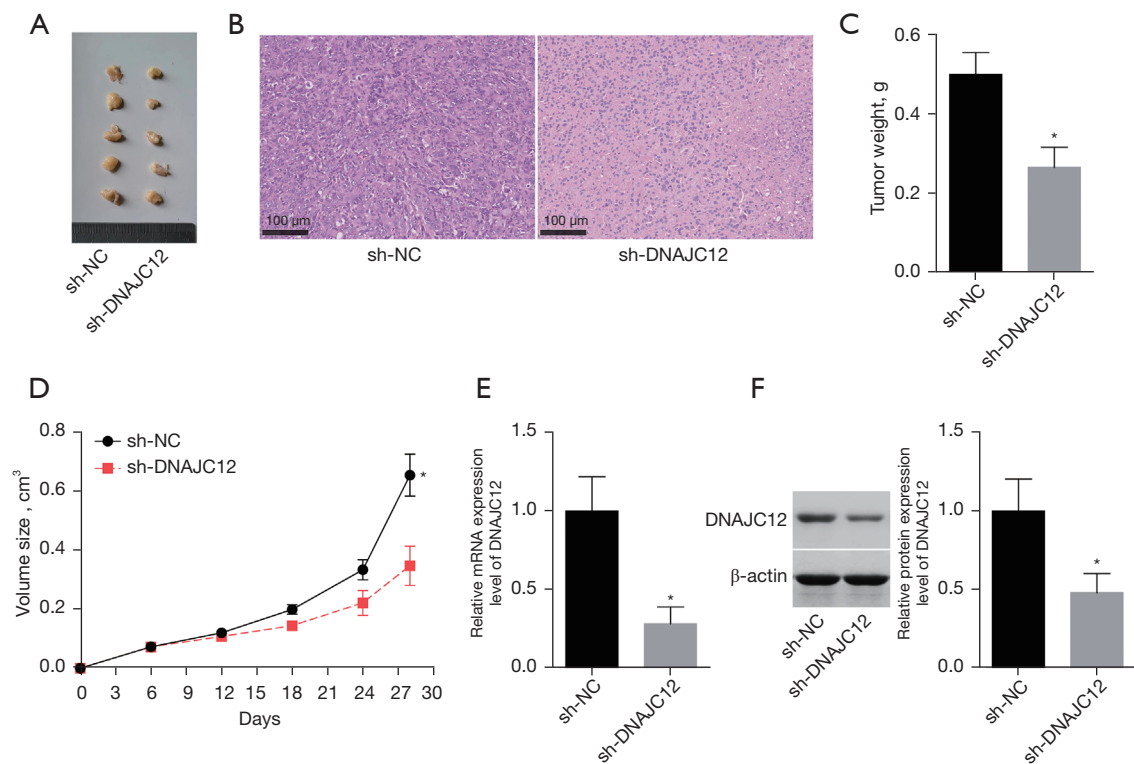 A
sh-NC
sh-DNAJC12
B
100 µm
sh-NC
100 µm
sh-DNAJC12
C
Tumor weight, g
0.6
0.4
0.2
0.0
*
sh-NC
sh-DNAJC12
D
Volume size , cm³
0.8
0.6
0.4
0.2
0.0
sh-NC
sh-DNAJC12
*
0 3 6 9 12 15 18 21 24 27 30
Days
E
Relative mRNA expression
level of DNAJC12
1.5
1.0
0.5
0.0
*
sh-NC
sh-DNAJC12
F
DNAJC12
β-actin
sh-NC
sh-DNAJC12
Relative protein expression
level of DNAJC12
1.5
1.0
0.5
0.0
*
sh-NC
sh-DNAJC12